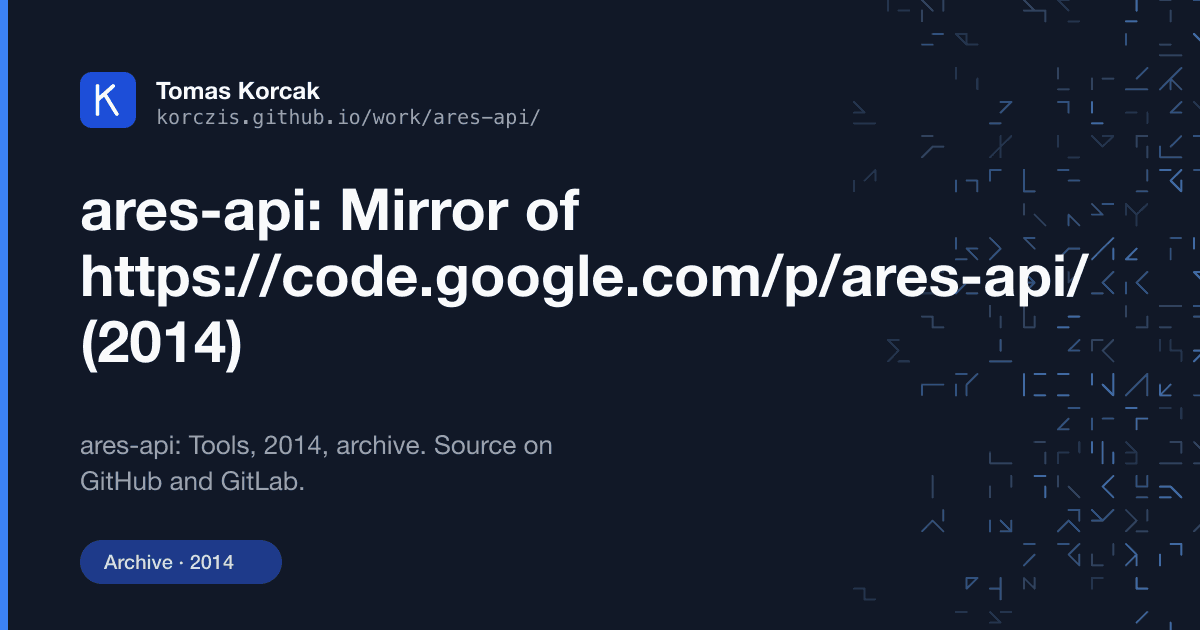 K
Tomas Korcak
korczis.github.io/work/ares-api/
ares-api: Mirror of
https://code.google.com/p/ares-api/
(2014)
ares-api: Tools, 2014, archive. Source on
GitHub and GitLab.
Archive · 2014